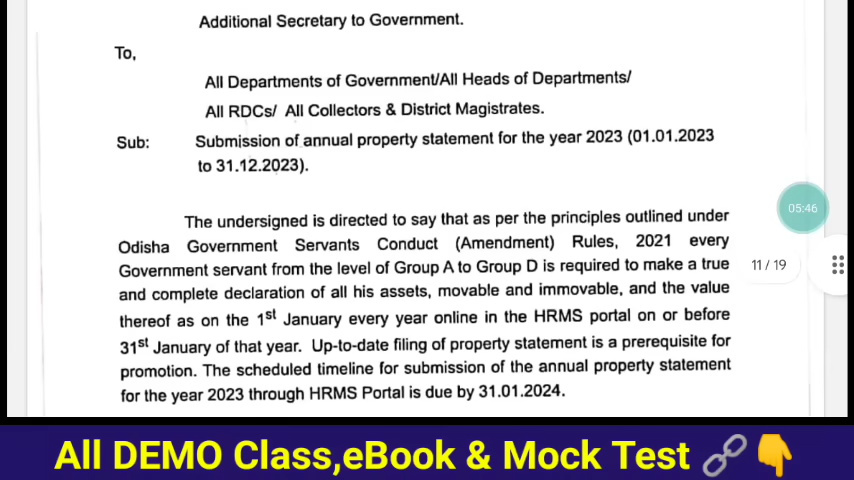 Additional Secretary to Government.
To,
All Departments of Government/All Heads of Departments/
All RDCs/ All Collectors & District Magistrates.
Sub: Submission of annual property statement for the year 2023 (01.01.2023
to 31.12.2023).
The undersigned is directed to say that as per the principles outlined under
Odisha Government Servants Conduct (Amendment) Rules, 2021 every
Government servant from the level of Group A to Group D is required to make a true
and complete declaration of all his assets, movable and immovable, and the value
thereof as on the 1st January every year online in the HRMS portal on or before
31st January of that year. Up-to-date filing of property statement is a prerequisite for
promotion. The scheduled timeline for submission of the annual property statement
for the year 2023 through HRMS Portal is due by 31.01.2024.
05:46
11 / 19
All DEMO Class,eBook & Mock Test 🔗👇